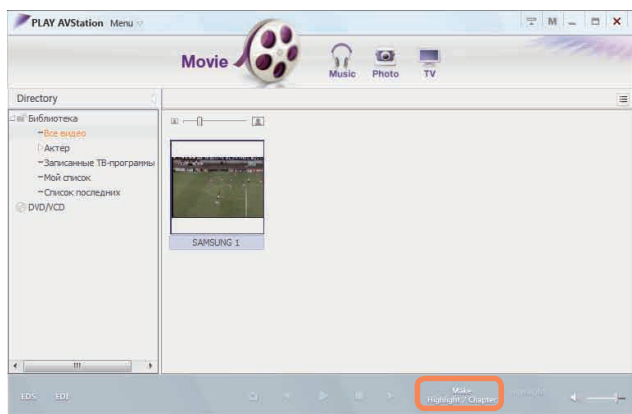 PLAY AVStation Menu
M
Movie
Music
Photo
TV
Directory
Библиотека
Все видео
Актер
Записанные ТВ-программы
Мой список
Список последних
DVD/VCD
SAMSUNG 1
EDS
EDI
Make
Highlight / Chapter